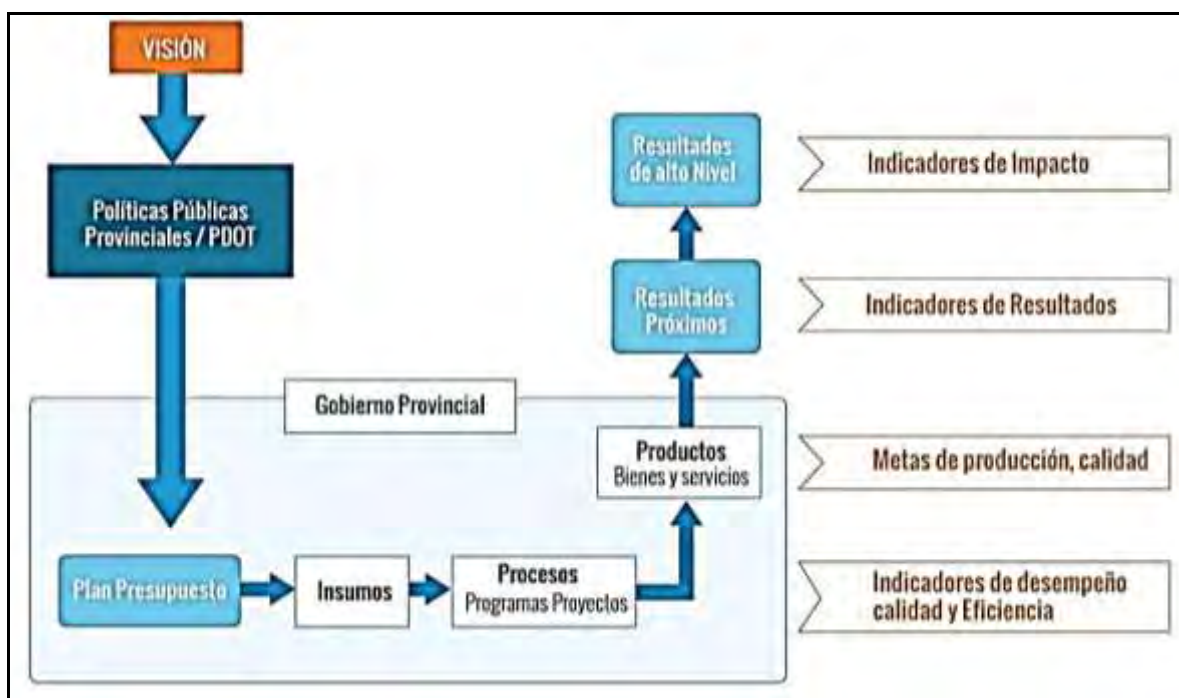 VISIÓN
Políticas Públicas
Provinciales / PDOT
Resultados
de alto Nivel
Indicadores de Impacto
Resultados
Próximos
Indicadores de Resultados
Gobierno Provincial
Productos
Bienes y servicios
Metas de producción, calidad
Plan Presupuesto
Insumos
Procesos
Programas Proyectos
Indicadores de desempeño
calidad y Eficiencia